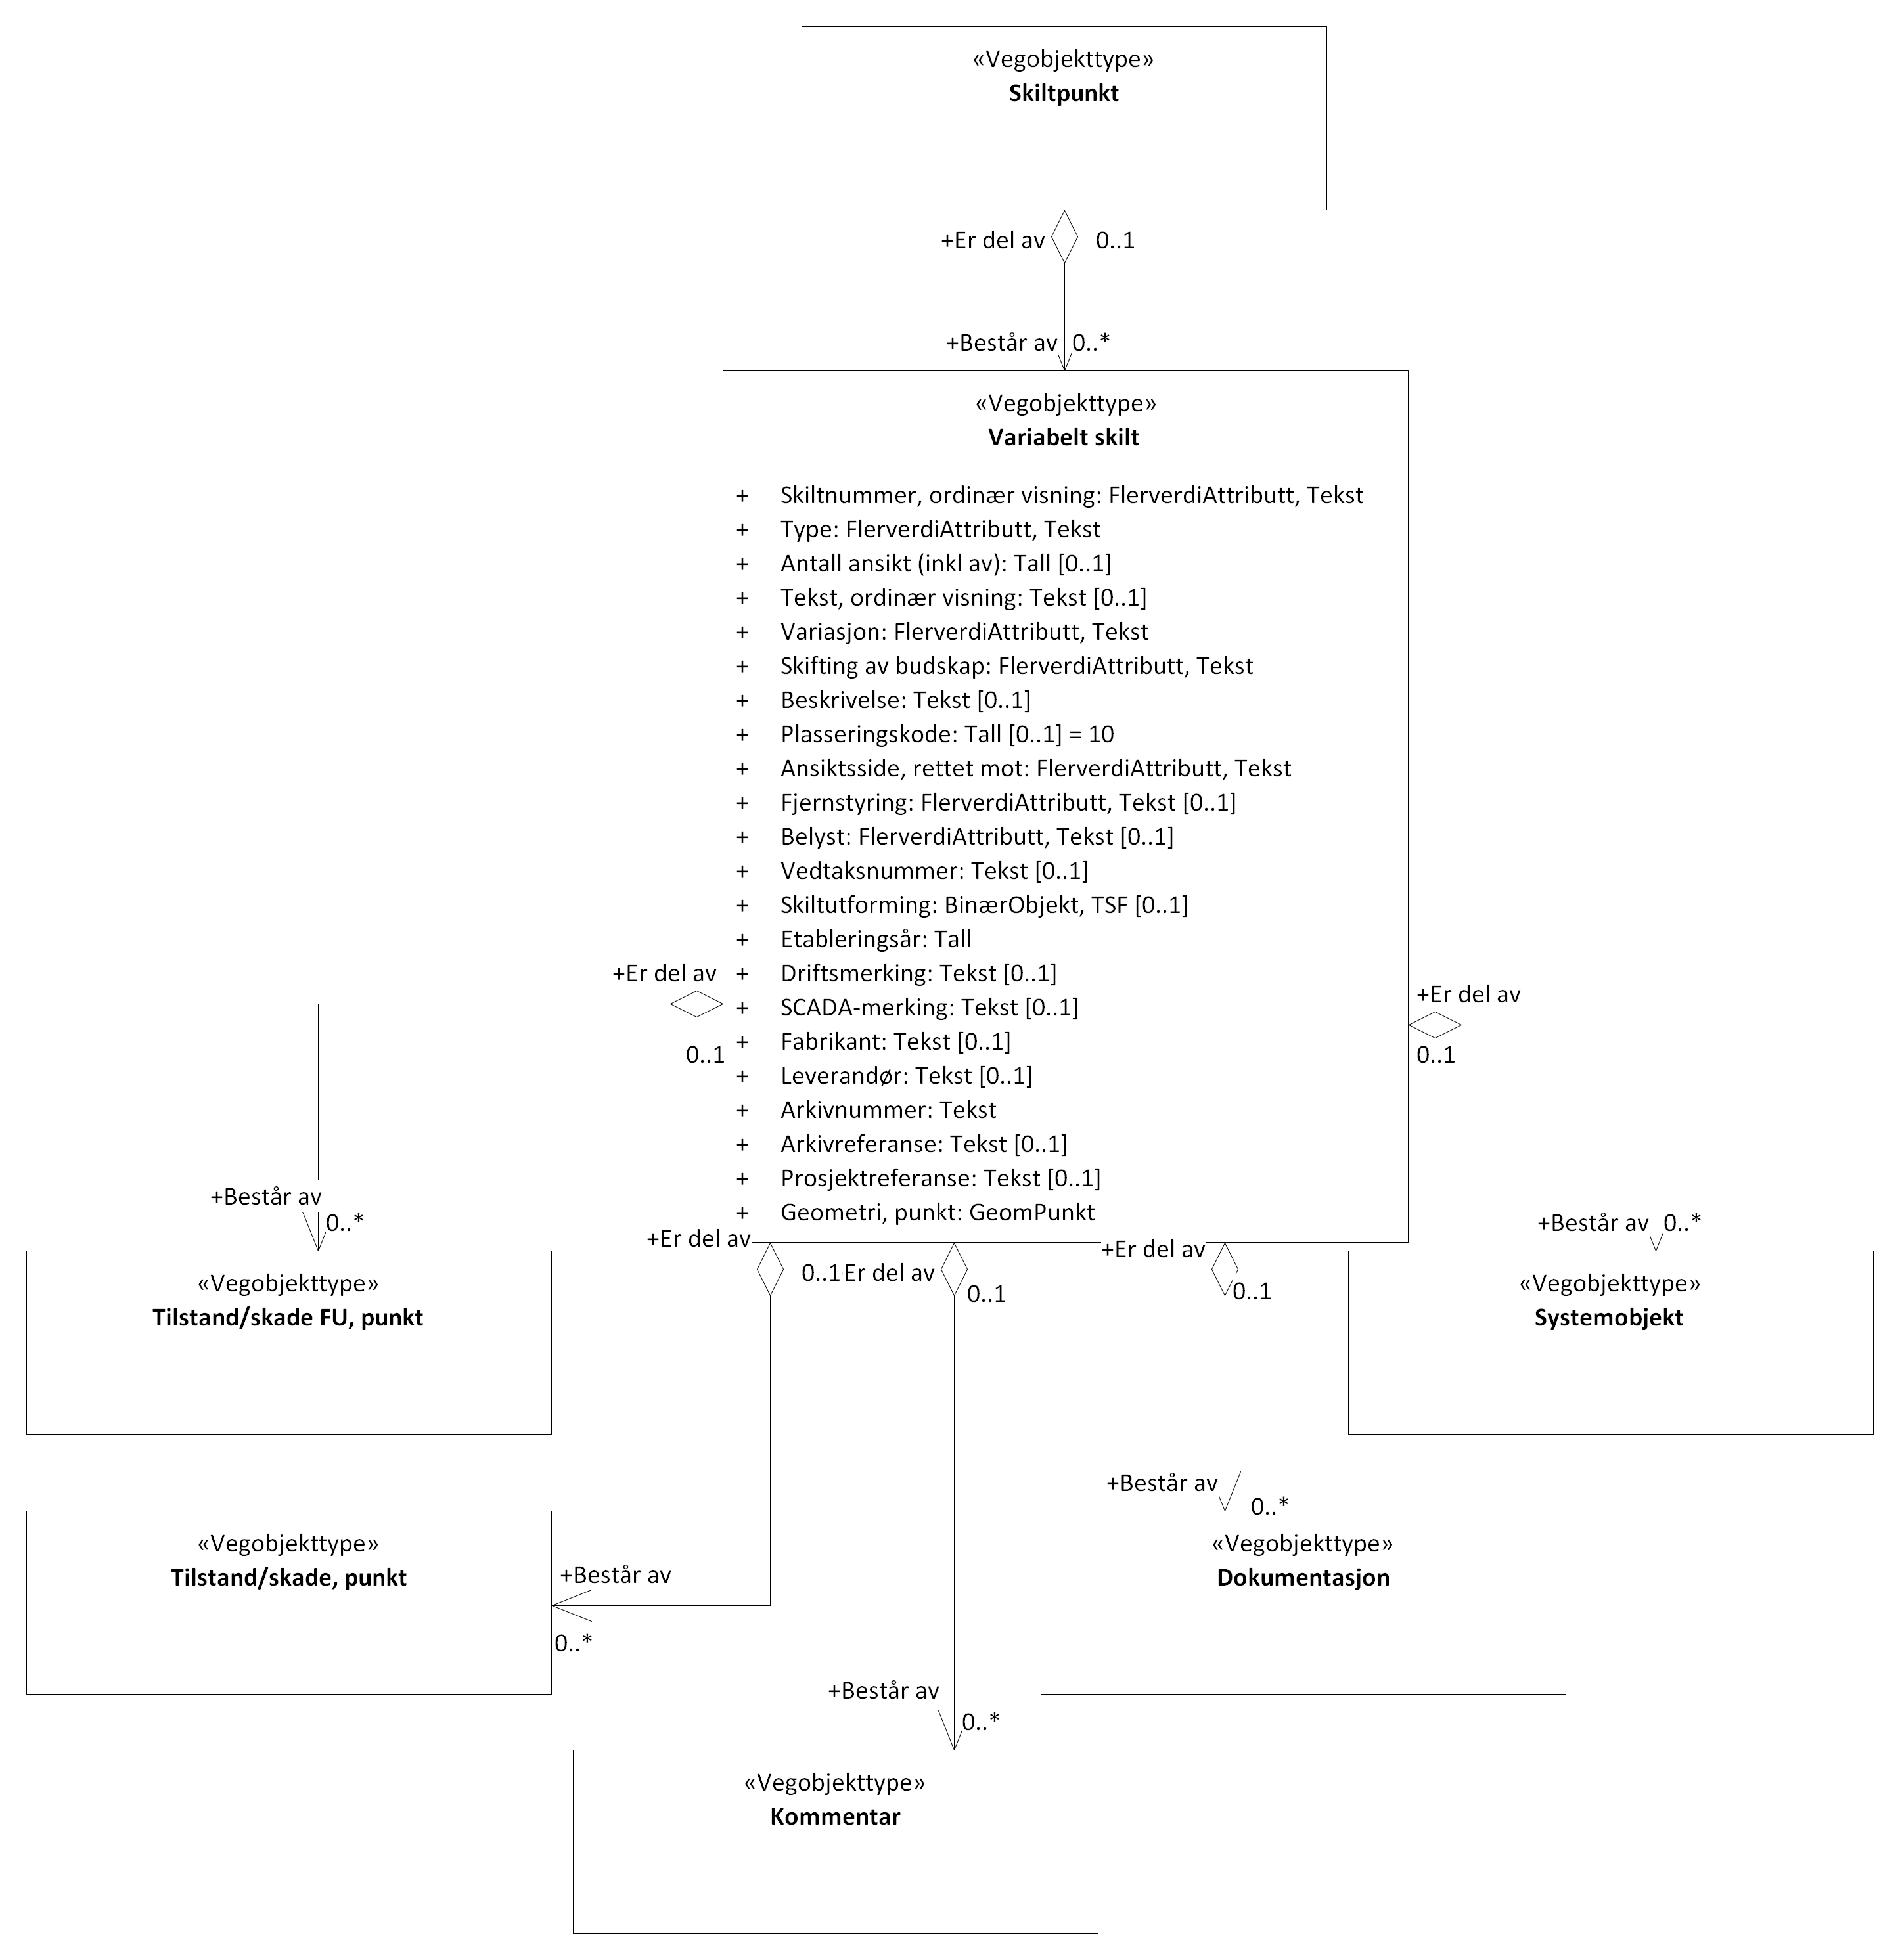 «Vegobjekttype»
Skiltpunkt
+Er del av
0..1
+Består av
0..*
«Vegobjekttype»
Variabelt skilt
+ Skiltnummer, ordinær visning: FlerverdiAttributt, Tekst
+ Type: FlerverdiAttributt, Tekst
+ Antall ansikt (inkl av): Tall [0..1]
+ Tekst, ordinær visning: Tekst [0..1]
+ Variasjon: FlerverdiAttributt, Tekst
+ Skifting av budskap: FlerverdiAttributt, Tekst
+ Beskrivelse: Tekst [0..1]
+ Plasseringskode: Tall [0..1] = 10
+ Ansiktsside, rettet mot: FlerverdiAttributt, Tekst
+ Fjernstyring: FlerverdiAttributt, Tekst [0..1]
+ Belyst: FlerverdiAttributt, Tekst [0..1]
+ Vedtaksnummer: Tekst [0..1]
+ Skiltutforming: BinærObjekt, TSF [0..1]
+ Etableringsår: Tall
+ Driftsmerking: Tekst [0..1]
+ SCADA-merking: Tekst [0..1]
+ Fabrikant: Tekst [0..1]
+ Leverandør: Tekst [0..1]
+ Arkivnummer: Tekst
+ Arkivreferanse: Tekst [0..1]
+ Prosjektreferanse: Tekst [0..1]
+ Geometri, punkt: GeomPunkt
+Er del av
0..1
+Består av
0..*
«Vegobjekttype»
Tilstand/skade FU, punkt
+Er del av
0..1
+Består av
0..*
«Vegobjekttype»
Systemobjekt
+Er del av
0..1
+Består av
0..*
«Vegobjekttype»
Tilstand/skade, punkt
+Er del av
0..1
+Består av
0..*
«Vegobjekttype»
Dokumentasjon
Er del av
0..1
+Består av
0..*
«Vegobjekttype»
Kommentar